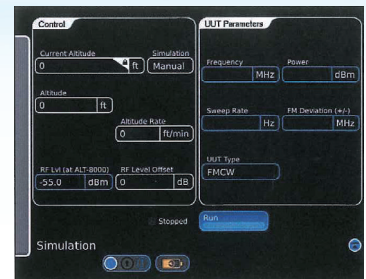 Control
Current Altitude
0 ft
Simulation
Manual
Altitude
0 ft
Altitude Rate
0 ft/min
RF Lvl (at ALT-8000)
-55.0 dBm
RF Level Offset
0 dB
UUT Parameters
Frequency
MHz
Power
dBm
Sweep Rate
Hz
FM Deviation (+/-)
MHz
UUT Type
FMCW
Stopped
Run
Simulation